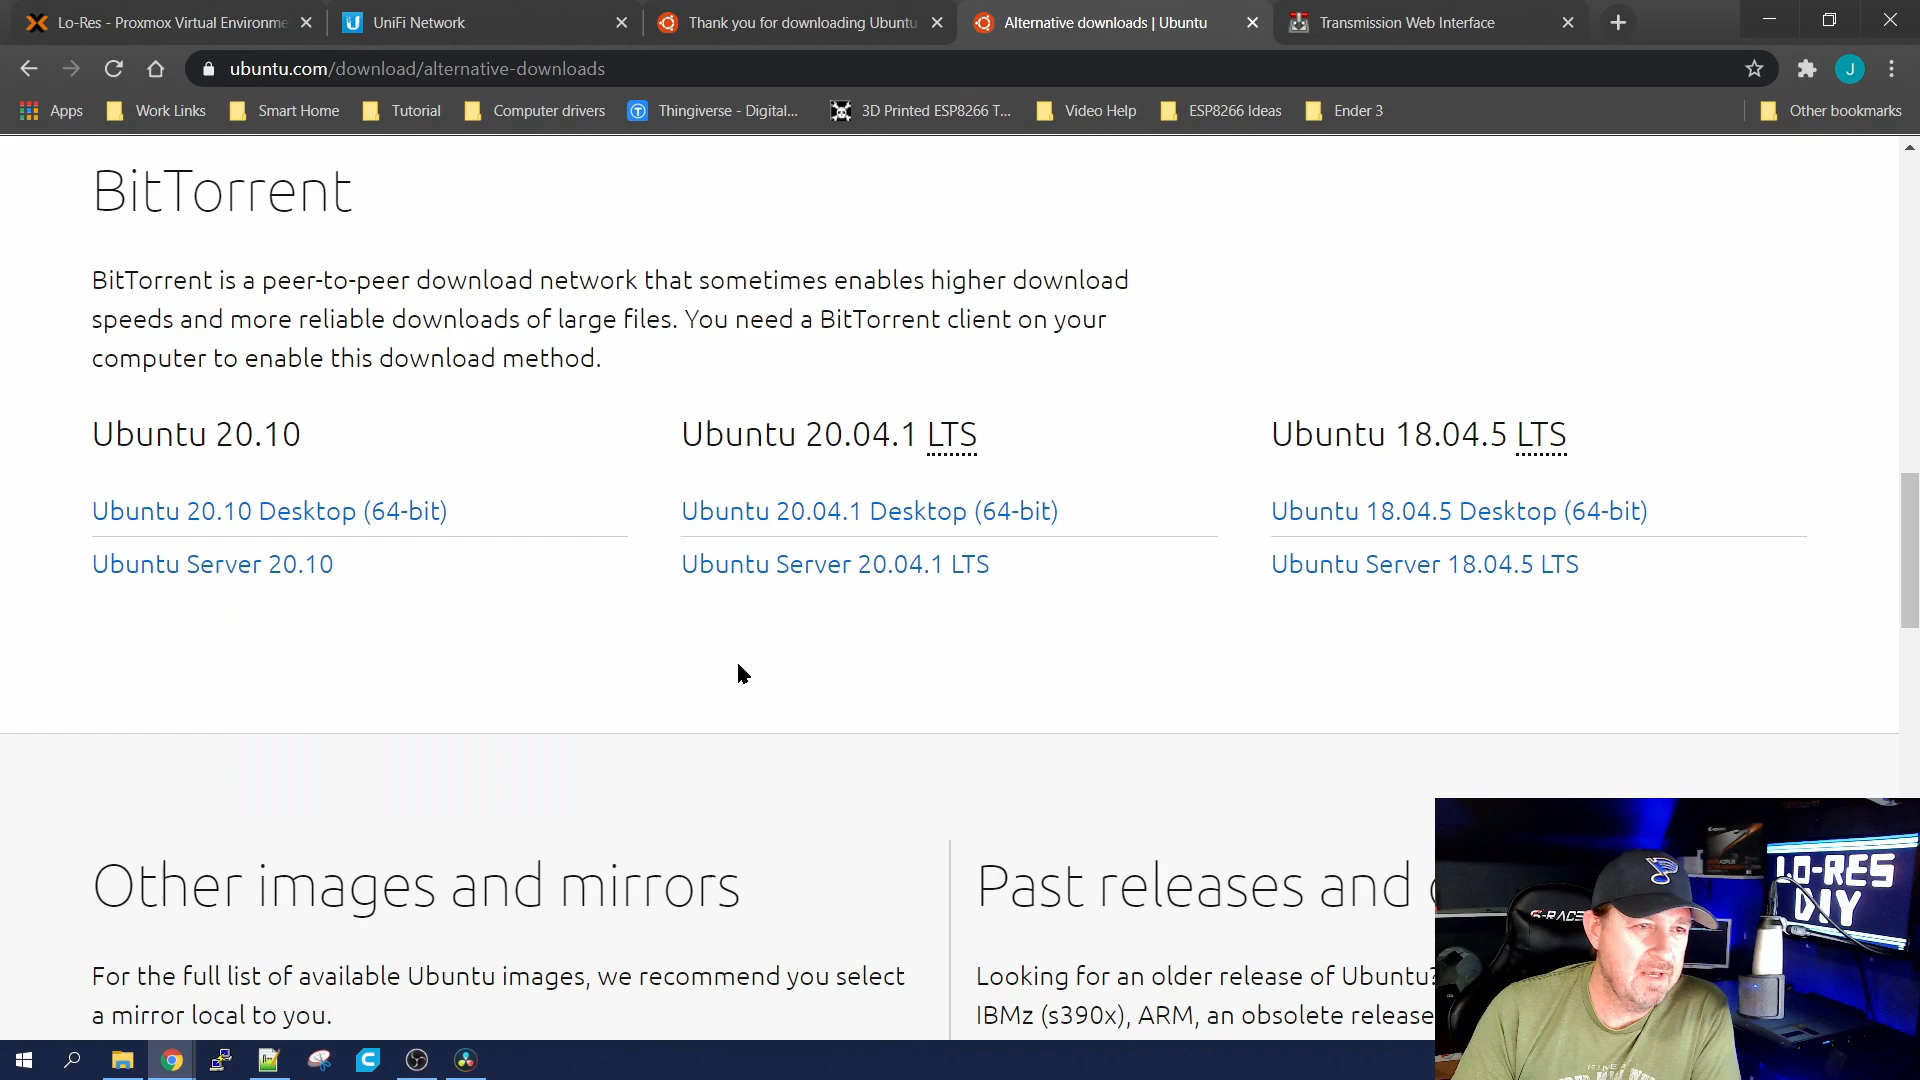 Lo-Res - Proxmox Virtual Environme
UniFi Network
Thank you for downloading Ubuntu
Alternative downloads | Ubuntu
Transmission Web Interface
ubuntu.com/download/alternative-downloads
J
Apps
Work Links
Smart Home
Tutorial
Computer drivers
Thingiverse - Digital...
3D Printed ESP8266 T...
Video Help
ESP8266 Ideas
Ender 3
Other bookmarks
BitTorrent
BitTorrent is a peer-to-peer download network that sometimes enables higher download
speeds and more reliable downloads of large files. You need a BitTorrent client on your
computer to enable this download method.
Ubuntu 20.10
Ubuntu 20.04.1 LTS
Ubuntu 18.04.5 LTS
Ubuntu 20.10 Desktop (64-bit)
Ubuntu 20.04.1 Desktop (64-bit)
Ubuntu 18.04.5 Desktop (64-bit)
Ubuntu Server 20.10
Ubuntu Server 20.04.1 LTS
Ubuntu Server 18.04.5 LTS
Other images and mirrors
Past releases and
For the full list of available Ubuntu images, we recommend you select
a mirror local to you.
Looking for an older release of Ubuntu?
IBMz (s390x), ARM, an obsolete release
LO-RES
DIY